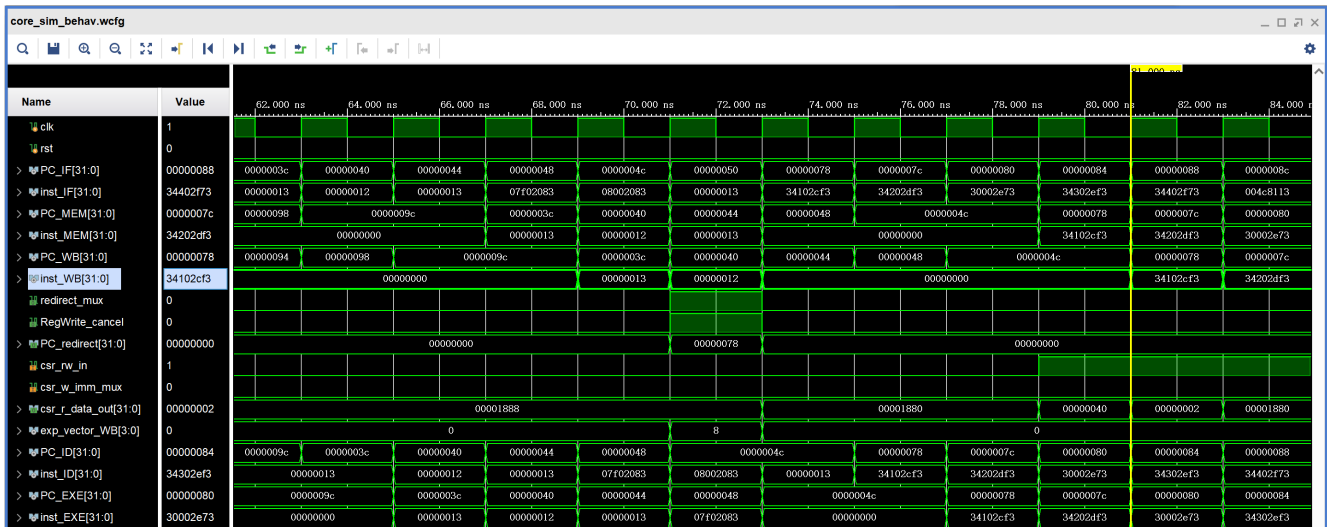 core_sim_behav.wcfg
81.000 ns
Name Value 62.000 ns 64.000 ns 66.000 ns 68.000 ns 70.000 ns 72.000 ns 74.000 ns 76.000 ns 78.000 ns 80.000 ns 82.000 ns 84.000
clk 1
rst 0
PC_IF[31:0] 00000088 0000003c 00000040 00000044 00000048 0000004c 00000050 00000078 0000007c 00000080 00000084 00000088 0000008c
inst_IF[31:0] 34402f73 00000013 00000012 00000013 07f02083 08002083 00000013 34102cf3 34202df3 30002e73 34302ef3 34402f73 004c8113
PC_MEM[31:0] 0000007c 00000098 0000009c 0000003c 00000040 00000044 00000048 0000004c 00000078 0000007c 00000080
inst_MEM[31:0] 34202df3 00000000 00000013 00000012 00000013 00000000 34102cf3 34202df3 30002e73
PC_WB[31:0] 00000078 00000094 00000098 0000009c 0000003c 00000040 00000044 00000048 0000004c 00000078 0000007c
inst_WB[31:0] 34102cf3 00000000 00000013 00000012 00000000 34102cf3 34202df3
redirect_mux 0
RegWrite_cancel 0
PC_redirect[31:0] 00000000 00000000 00000078 00000000
csr_rw_in 1
csr_w_imm_mux 0
csr_r_data_out[31:0] 00000002 00001888 00001880 00000040 00000002 00001880
exp_vector_WB[3:0] 0 0 8 0
PC_ID[31:0] 00000084 0000009c 0000003c 00000040 00000044 00000048 0000004c 00000078 0000007c 00000080 00000084 00000088
inst_ID[31:0] 34302ef3 00000013 00000012 00000013 07f02083 08002083 00000013 34102cf3 34202df3 30002e73 34302ef3 34402f73
PC_EXE[31:0] 00000080 0000009c 0000003c 00000040 00000044 00000048 0000004c 00000078 0000007c 00000080 00000084
inst_EXE[31:0] 30002e73 00000000 00000013 00000012 00000013 07f02083 00000000 34102cf3 34202df3 30002e73 34302ef3